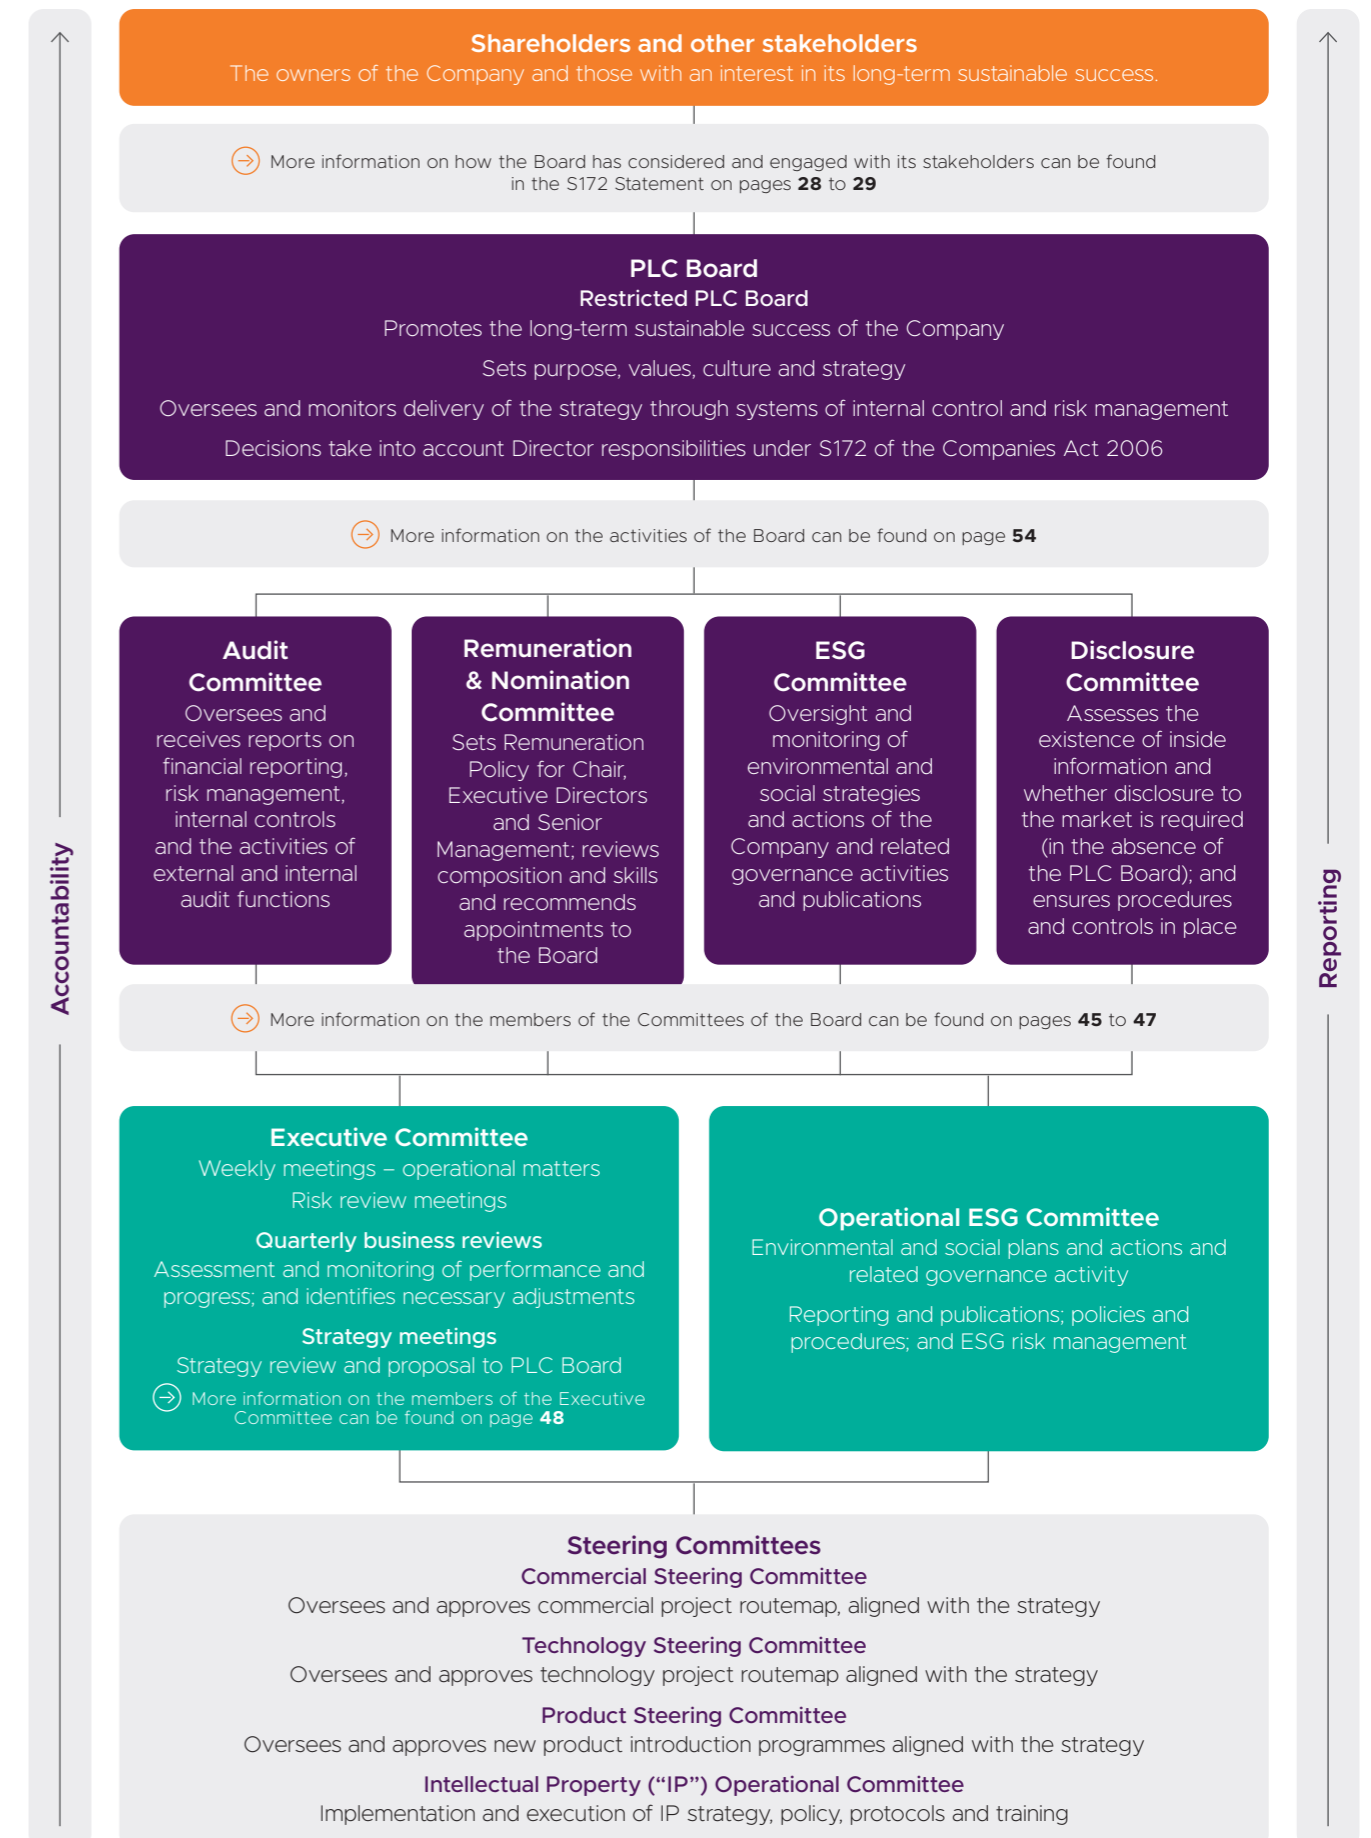 Shareholders and other stakeholders
The owners of the Company and those with an interest in its long-term sustainable success.
More information on how the Board has considered and engaged with its stakeholders can be found
in the S172 Statement on pages 28 to 29
PLC Board
Restricted PLC Board
Promotes the long-term sustainable success of the Company
Sets purpose, values, culture and strategy
Oversees and monitors delivery of the strategy through systems of internal control and risk management
Decisions take into account Director responsibilities under S172 of the Companies Act 2006
More information on the activities of the Board can be found on page 54
Audit
Committee
Oversees and
receives reports on
financial reporting,
risk management,
internal controls
and the activities of
external and internal
audit functions
Remuneration
& Nomination
Committee
Sets Remuneration
Policy for Chair,
Executive Directors
and Senior
Management; reviews
composition and skills
and recommends
appointments to
the Board
ESG
Committee
Oversight and
monitoring of
environmental and
social strategies
and actions of the
Company and related
governance activities
and publications
Disclosure
Committee
Assesses the
existence of inside
information and
whether disclosure to
the market is required
(in the absence of
the PLC Board); and
ensures procedures
and controls in place
More information on the members of the Committees of the Board can be found on pages 45 to 47
Executive Committee
Weekly meetings – operational matters
Risk review meetings
Quarterly business reviews
Assessment and monitoring of performance and
progress; and identifies necessary adjustments
Strategy meetings
Strategy review and proposal to PLC Board
More information on the members of the Executive
Committee can be found on page 48
Operational ESG Committee
Environmental and social plans and actions and
related governance activity
Reporting and publications; policies and
procedures; and ESG risk management
Steering Committees
Commercial Steering Committee
Oversees and approves commercial project routemap, aligned with the strategy
Technology Steering Committee
Oversees and approves technology project routemap aligned with the strategy
Product Steering Committee
Oversees and approves new product introduction programmes aligned with the strategy
Intellectual Property (“IP”) Operational Committee
Implementation and execution of IP strategy, policy, protocols and training
Accountability
Reporting